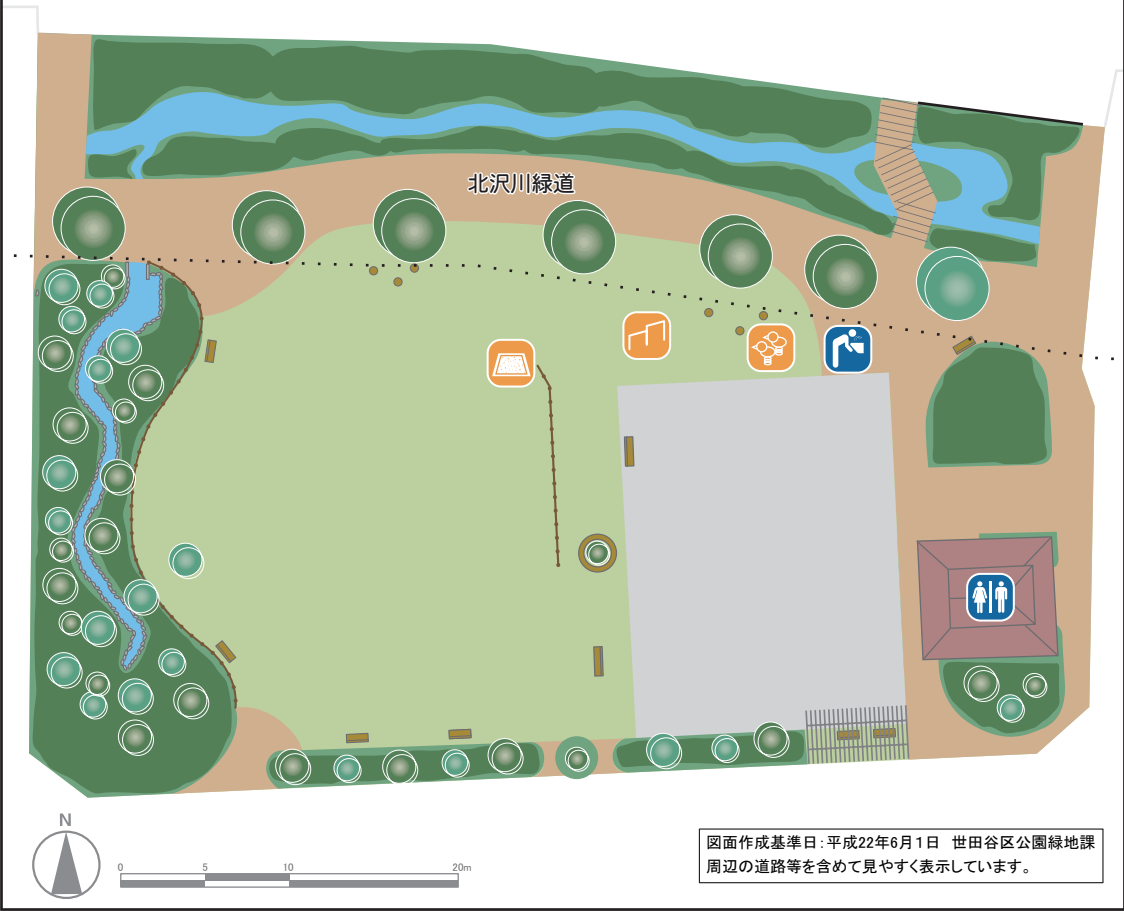 北沢川緑道
N
0 5 10 20m
図面作成基準日:平成22年6月1日 世田谷区公園緑地課
周辺の道路等を含めて見やすく表示しています。